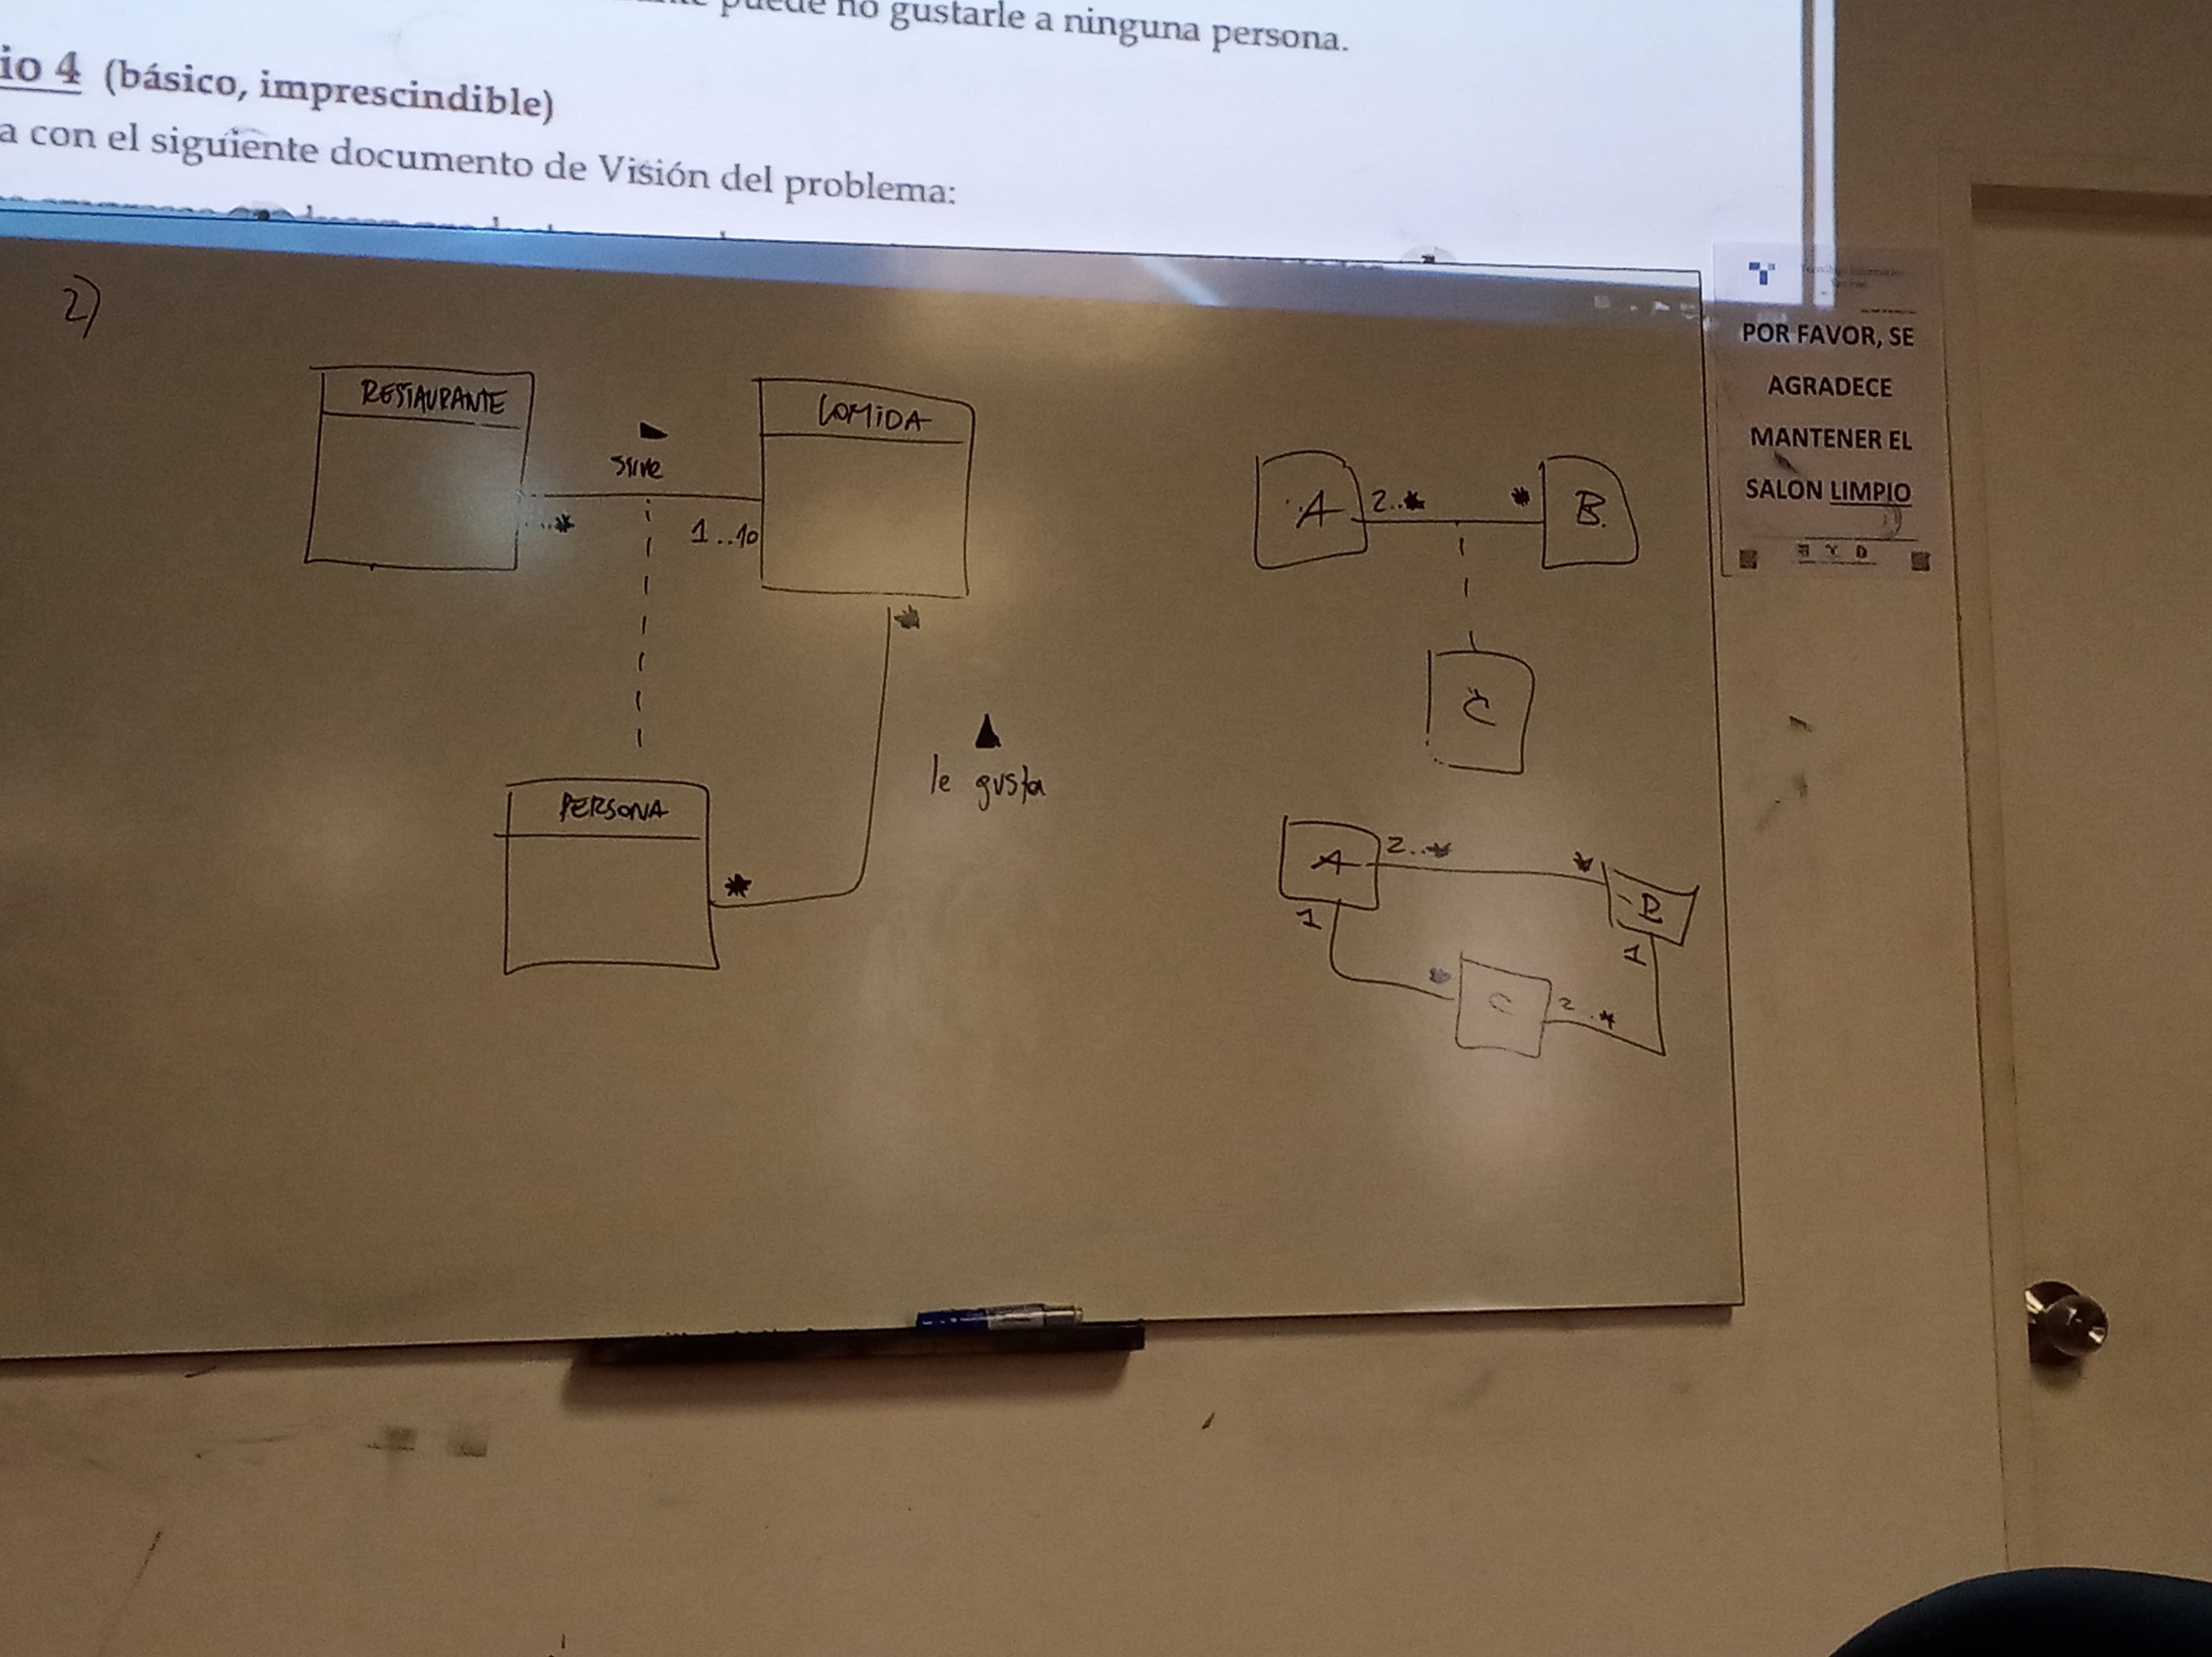 puede no gustarle a ninguna persona.
io 4 (básico, imprescindible)
a con el siguiente documento de Visión del problema:
2)
RESTAURANTE
COMIDA
sirve
..*
1..10
*
le gusta
PERSONA
*
A
2..*
*
B
C
A
2..*
*
B
1
1
*
C
2..*
POR FAVOR, SE
AGRADECE
MANTENER EL
SALON LIMPIO